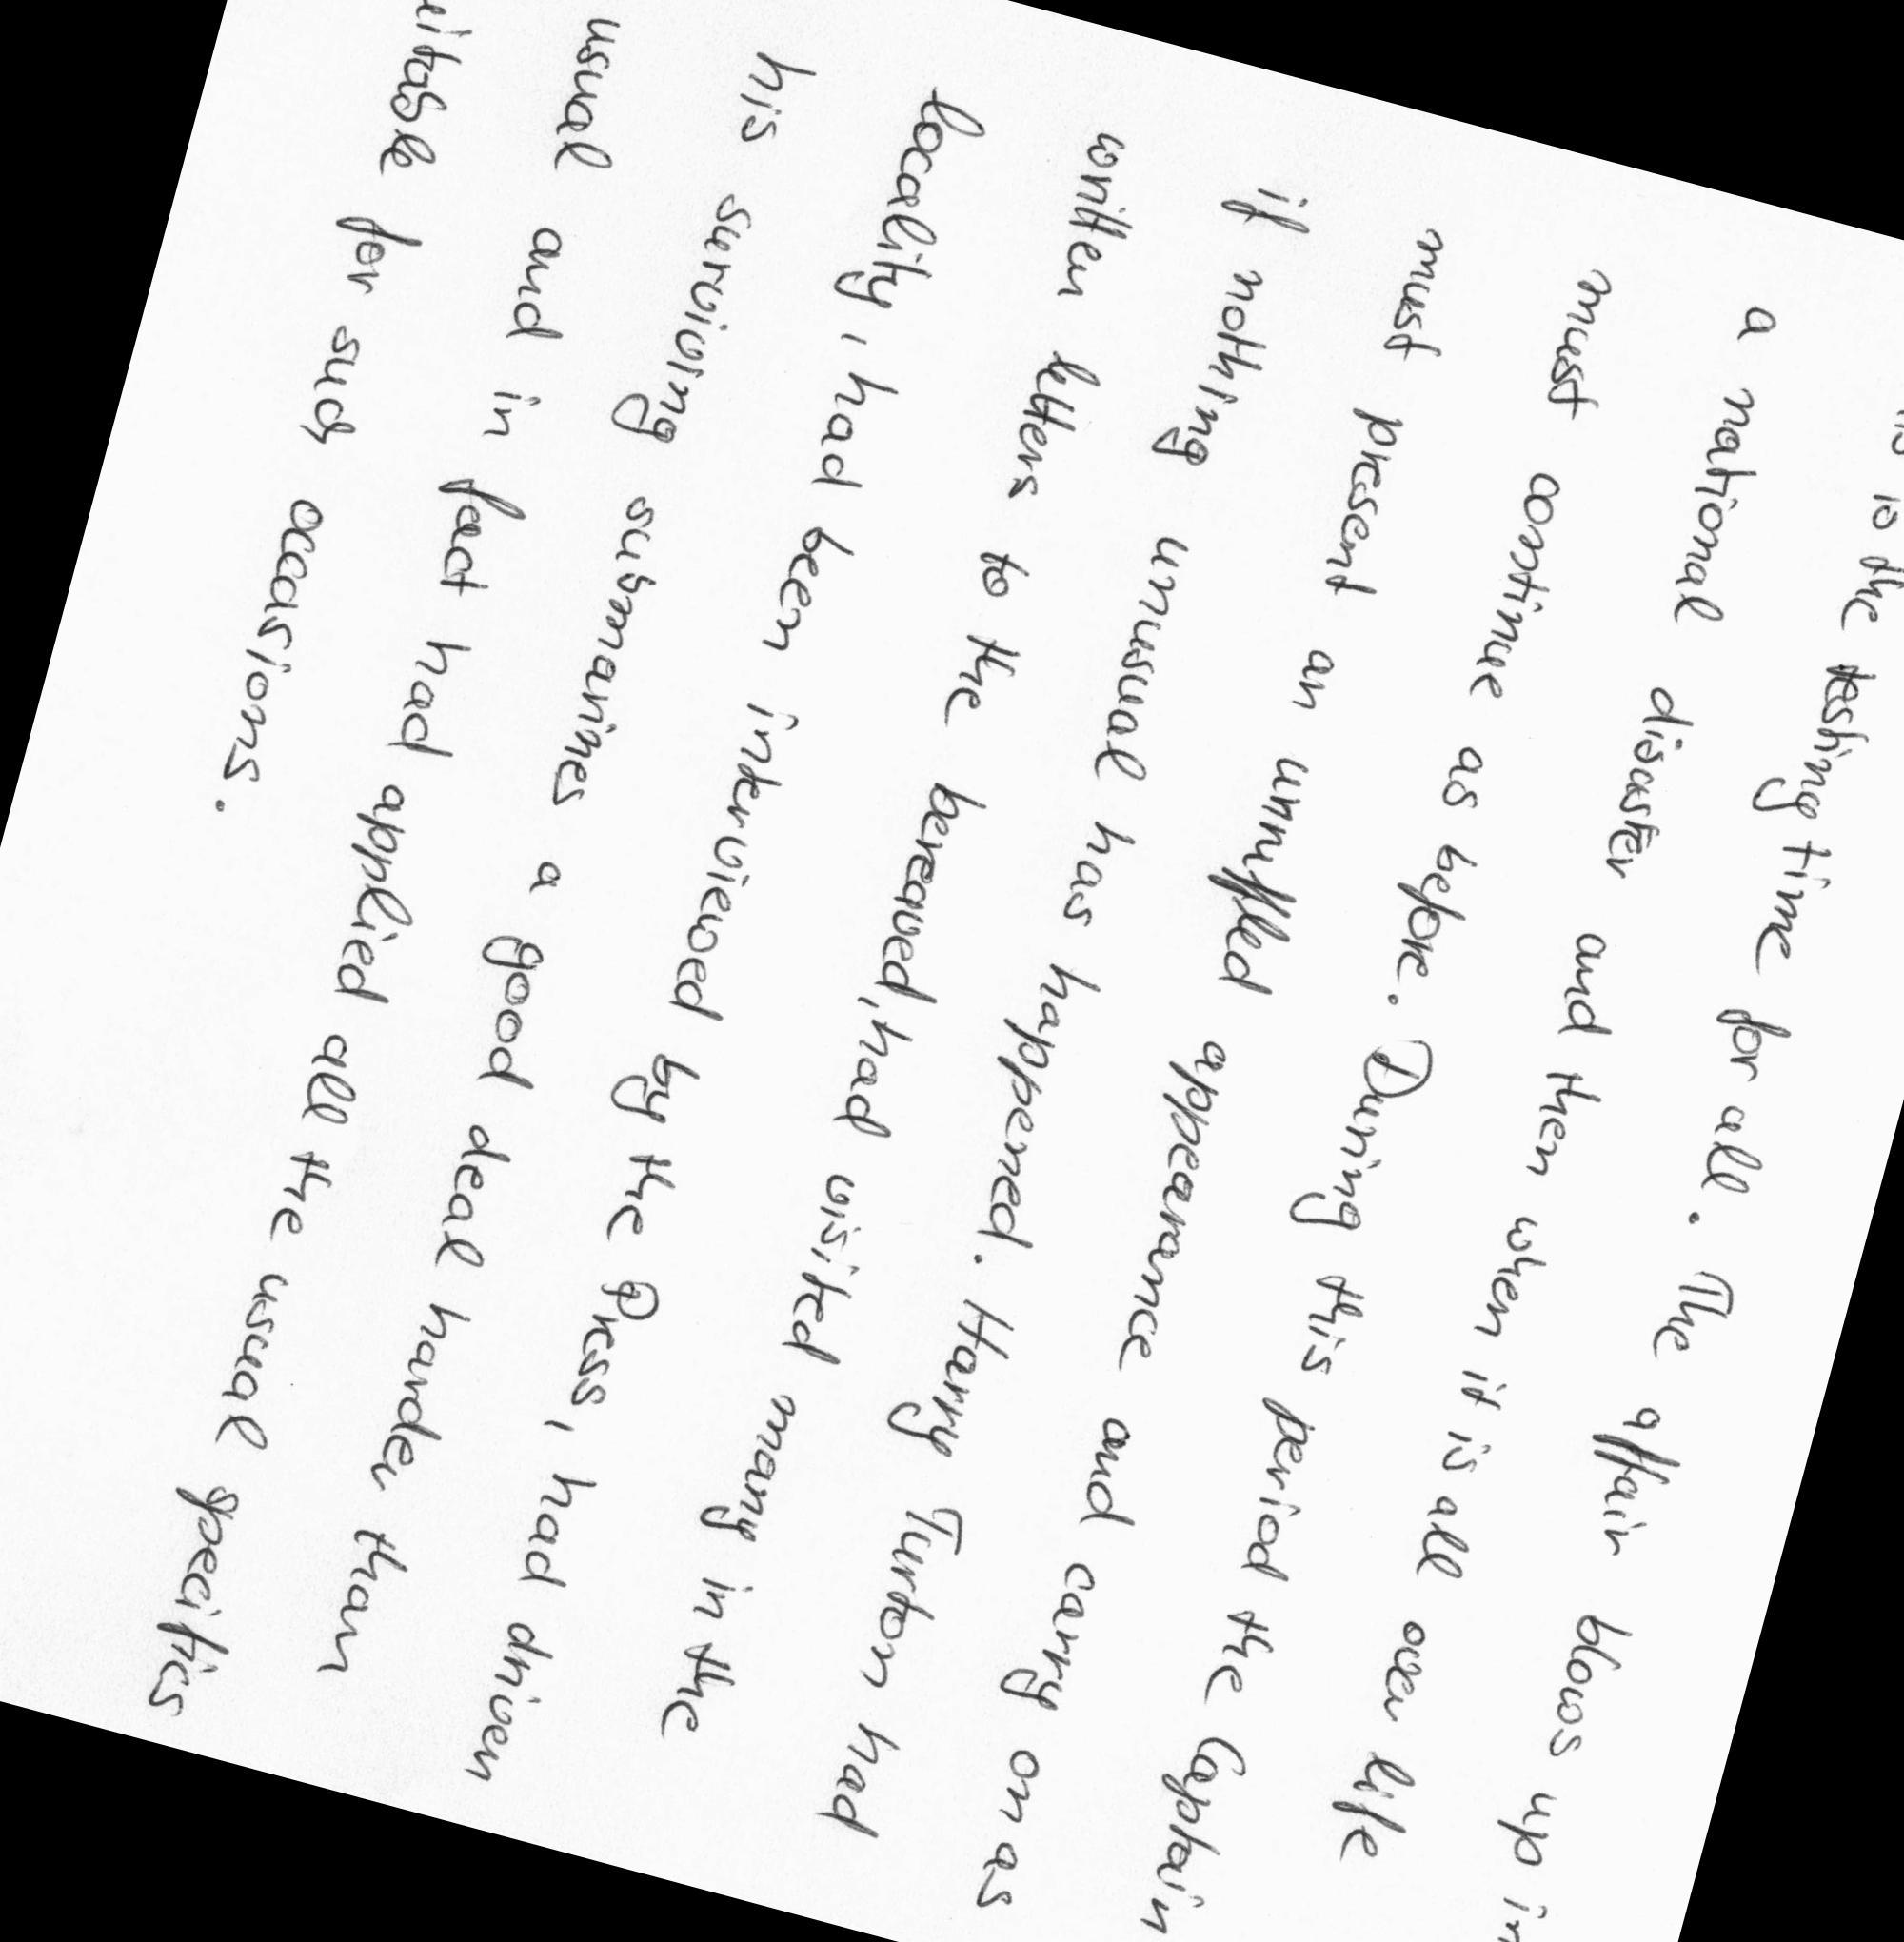 is the testing time for all. The affair blows up in
a national disaster and then when it is all over life
must continue as before. During this period the Captain
must present an unruffled appearance and carry on as
if nothing unusual has happened. Harry Turton had
written letters to the bereaved, had visited many in the
locality, had been interviewed by the Press, had driven
his surviving submarines a good deal harder than
usual and in fact had applied all the usual specifics
uitable for such occasions.